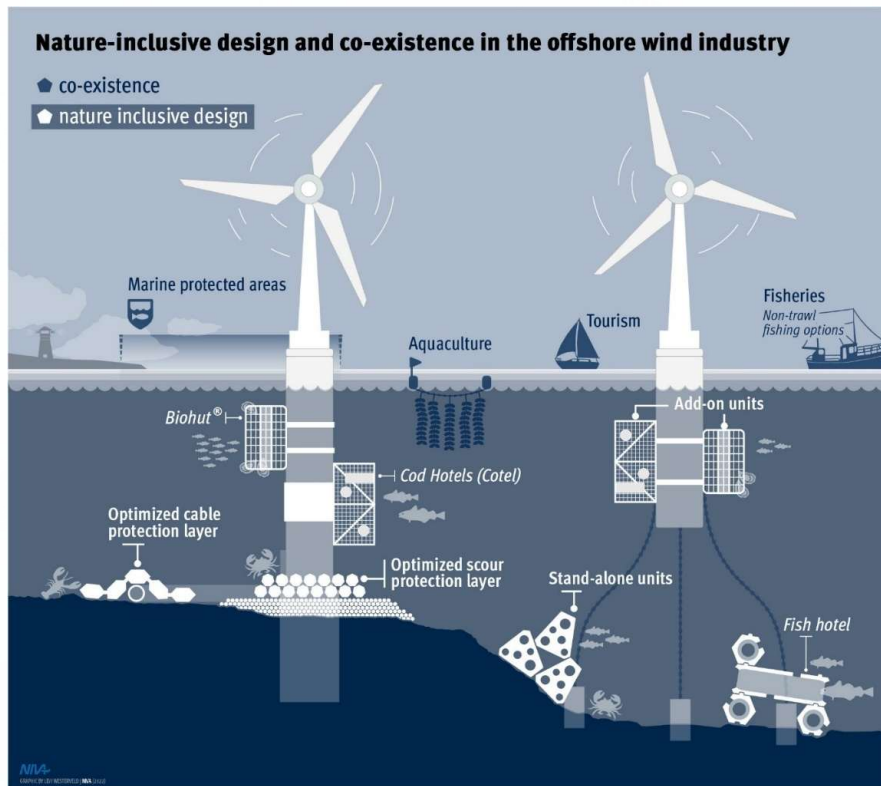 Nature-inclusive design and co-existence in the offshore wind industry
co-existence
nature inclusive design
Marine protected areas
Aquaculture
Tourism
Fisheries
Non-trawl
fishing options
Biohut®
Add-on units
Cod Hotels (Cotel)
Optimized cable
protection layer
Optimized scour
protection layer
Stand-alone units
Fish hotel
NIVA